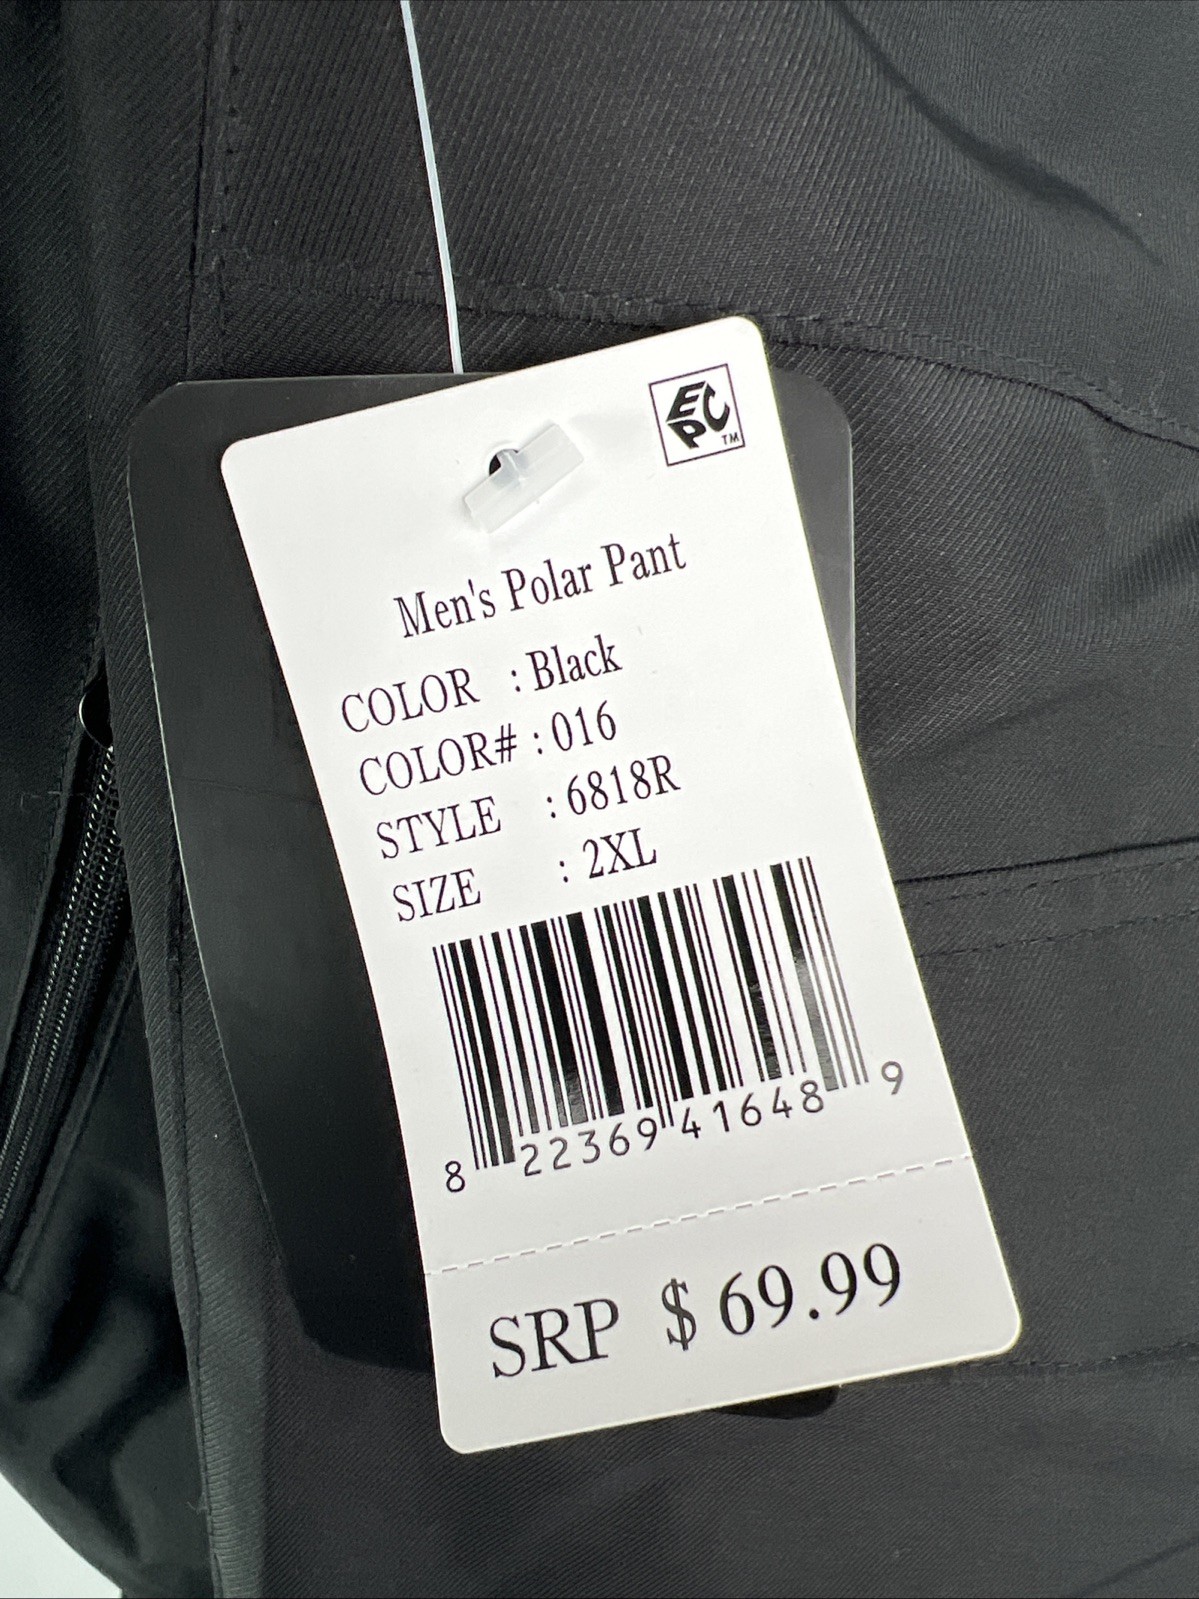 EPC TM
Men's Polar Pant
COLOR : Black
COLOR# : 016
STYLE : 6818R
SIZE : 2XL
8 22369 41648 9
SRP $ 69.99